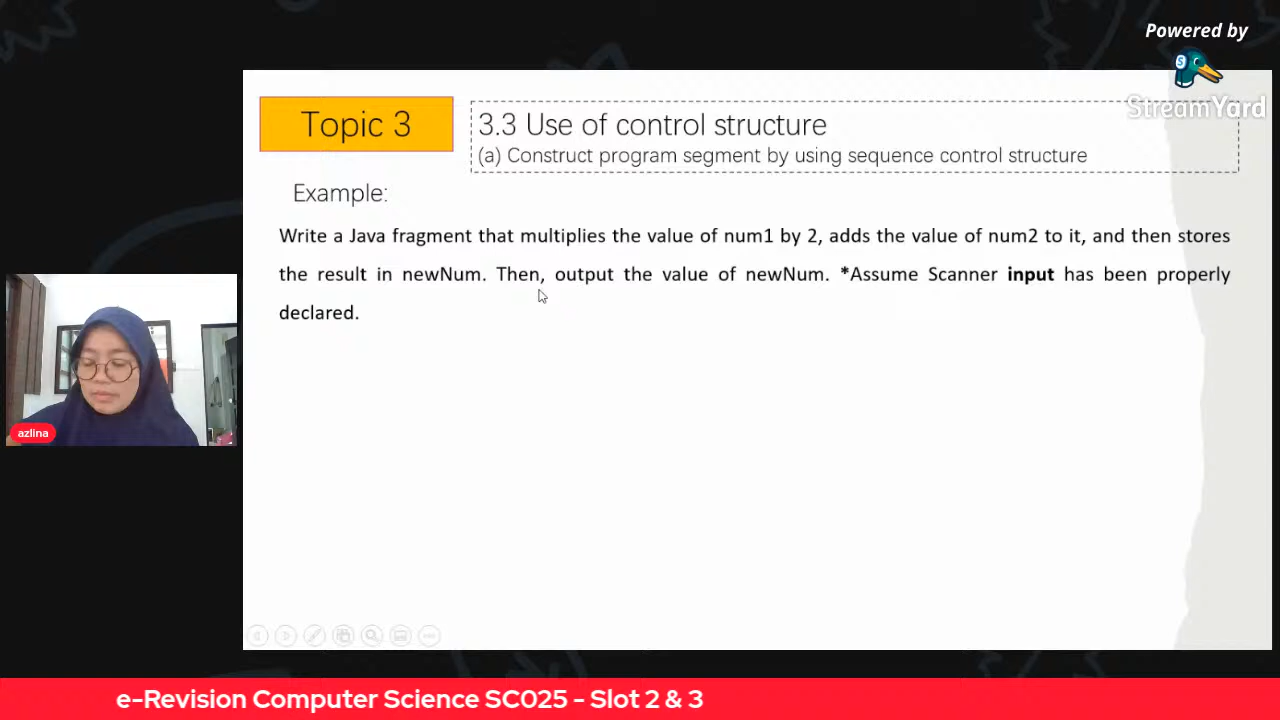 Powered by
StreamYard
Topic 3
3.3 Use of control structure
(a) Construct program segment by using sequence control structure
Example:
Write a Java fragment that multiplies the value of num1 by 2, adds the value of num2 to it, and then stores
the result in newNum. Then, output the value of newNum. *Assume Scanner input has been properly
declared.
azlina
e-Revision Computer Science SC025 - Slot 2 & 3